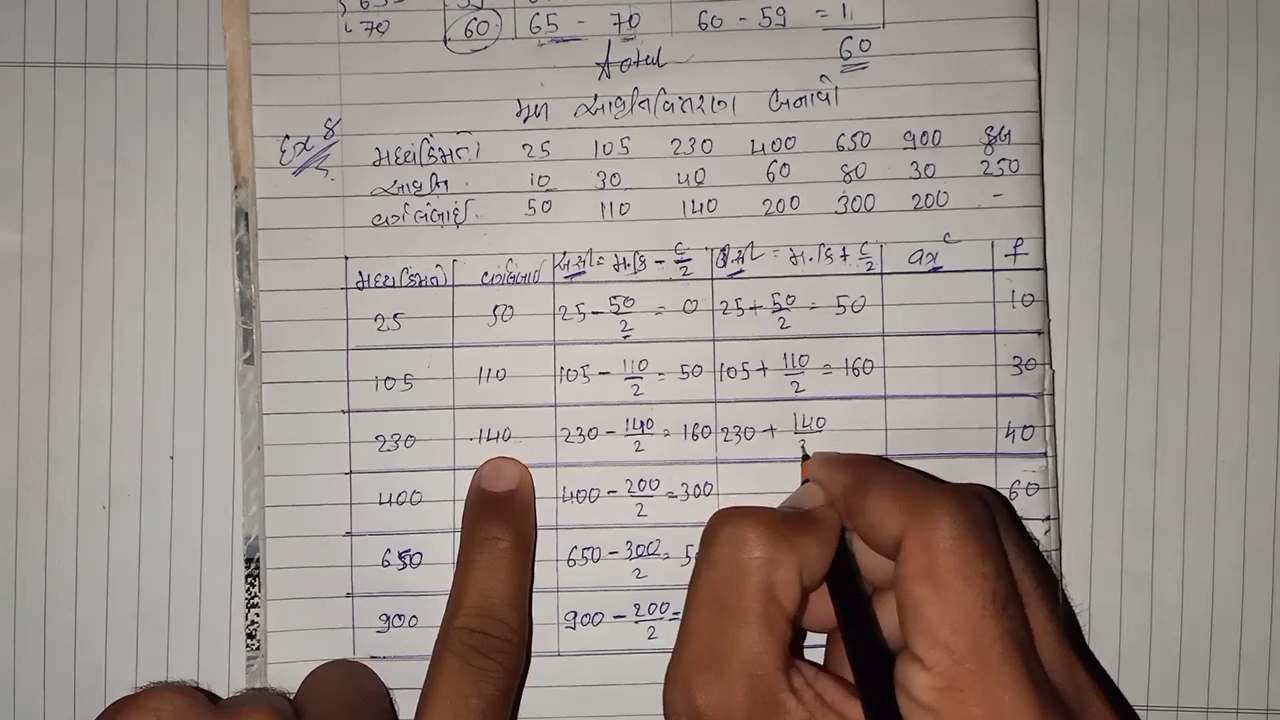 70 60 65 - 70 60 - 59 = 1
60
Total
મૂળ આવૃત્તિવિતરણ બનાવો
Ex 8
મધ્યકિંમત 25 105 230 400 650 900 કુલ
આવૃત્તિ 10 30 40 60 80 30 250
વર્ગલંબાઈ 50 110 140 200 300 200 -
મધ્યકિંમત વર્ગલંબાઈ અ.સી = મ.કિં - c/2 ઉ.સી = મ.કિં + c/2 વર્ગ c f
25 50 25 - 50/2 = 0 25 + 50/2 = 50 10
105 110 105 - 110/2 = 50 105 + 110/2 = 160 30
230 140 230 - 140/2 = 160 230 + 140/ 40
400 400 - 200/2 = 300 60
650 650 - 300/2 = 5
900 900 - 200/2 =